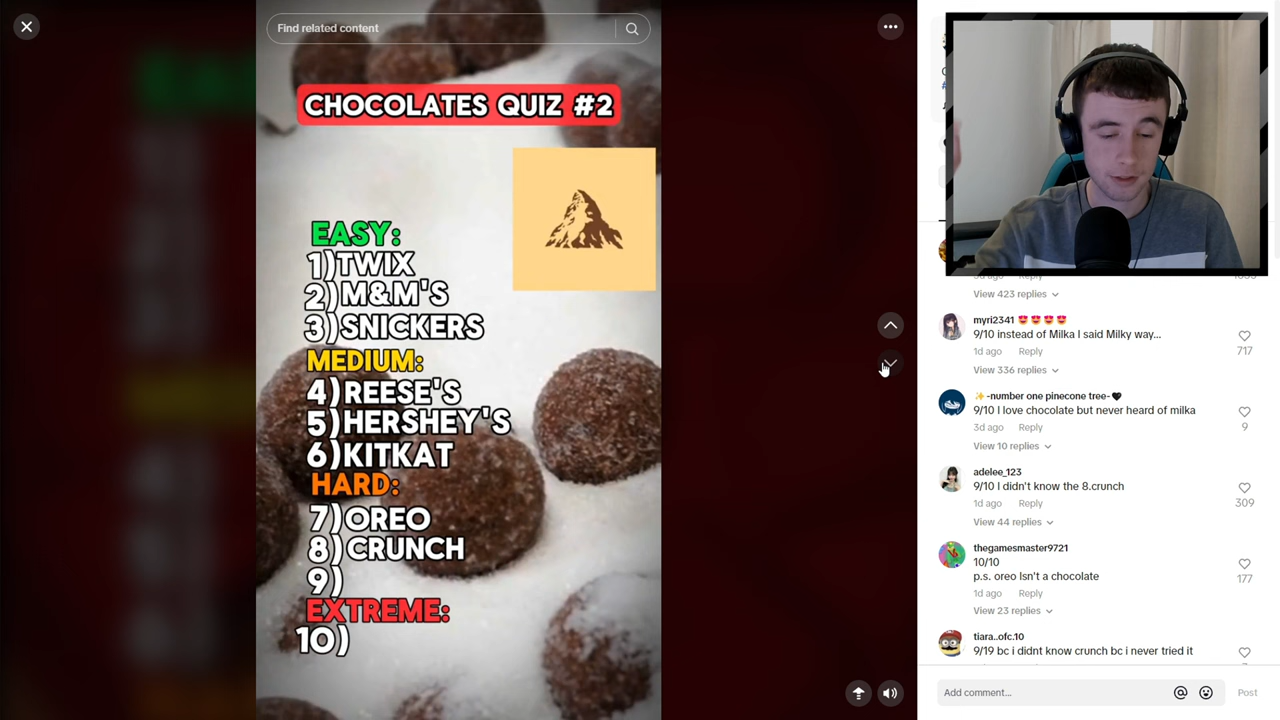 Find related content
CHOCOLATES QUIZ #2
EASY:
1)TWIX
2)M&M'S
3)SNICKERS
MEDIUM:
4)REESE'S
5)HERSHEY'S
6)KITKAT
HARD:
7)OREO
8)CRUNCH
9)
EXTREME:
10)
Reply
View 423 replies
myri2341
9/10 instead of Milka I said Milky way...
1d ago Reply
717
View 336 replies
-number one pinecone tree-
9/10 I love chocolate but never heard of milka
3d ago Reply
9
View 10 replies
adelee_123
9/10 I didn't know the 8.crunch
1d ago Reply
309
View 44 replies
thegamesmaster9721
10/10
p.s. oreo Isn't a chocolate
1d ago Reply
177
View 23 replies
tiara..ofc.10
9/19 bc i didnt know crunch bc i never tried it
Add comment...
Post